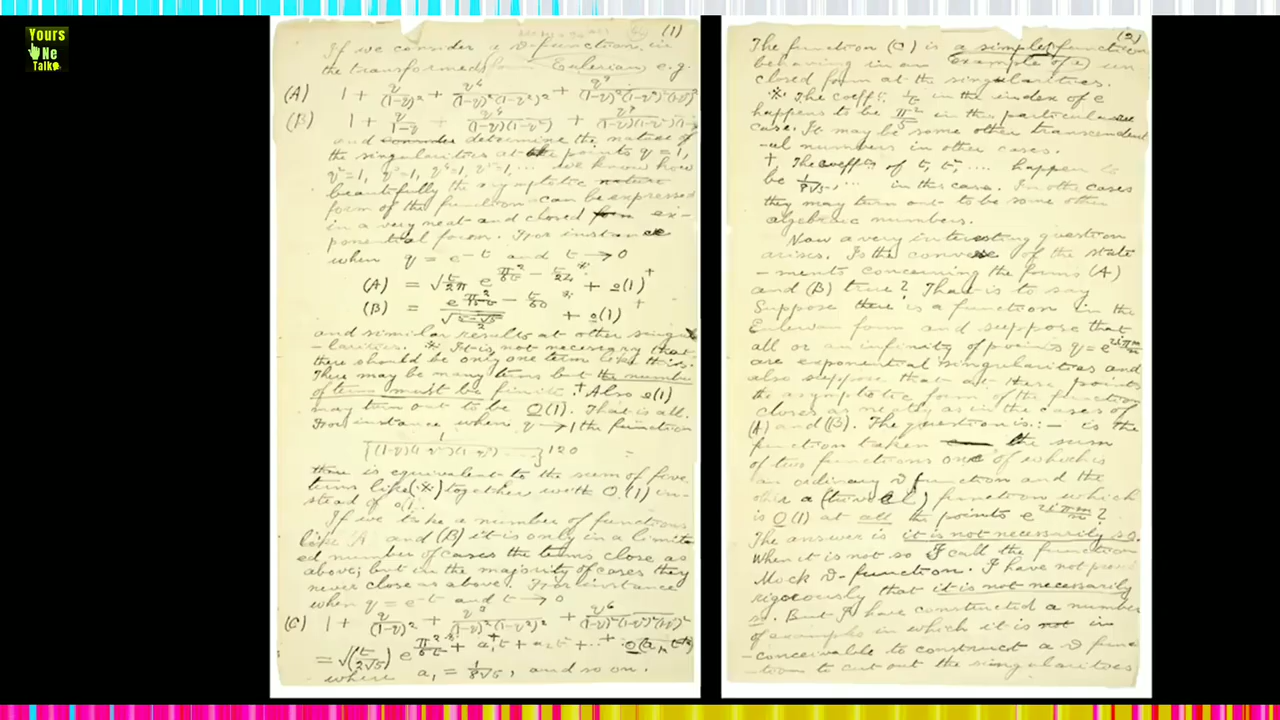 Yours
Ne
Talks
(1)
If we consider a ϑ-function in
the transformed Eulerian, e.g.
(A) 1 + q/(1-q)² + q⁴/(1-q)²(1-q²)² + q⁹/(1-q)²(1-q²)²(1-q³)²
(B) 1 + q/1-q + q⁴/(1-q)(1-q²) + q⁹/(1-q)(1-q²)(1-
and determine the nature of
the singularities at the points q = 1,
q² = 1, q³ = 1, q⁴ = 1, ... we know how
beautifully the asymptotic
form of the function can be expressed
in a very neat and closed ex-
ponential form. For instance
when q = e^-t and t → 0
(A) = √t/2π e^π²/6t - t/24 + o(1)
(B) = e^π²/15t - t/60 / √5-√5/2 + o(1)
and similar results at other singu
-larities. It is not necessary that
there should be only one term like this.
There may be many terms but the number
of terms must be finite. † Also o(1)
may turn out to be O(1). That is all.
For instance when q → 1 the function
1/{(1-q)(1-q²)(1-q³)...}120
is equivalent to the sum of five
terms like (※) together with O(1) in-
stead of o(1).
If we take a number of functions
like A and (B) it is only in a limit
ed number of cases the terms close as
above; but in the majority of cases they
never close as above. For instance
when q = e^-t and t → 0
(C) 1 + q/(1-q)² + q³/(1-q)²(1-q²)² + q⁶/(1-q)²(1-q²)²(1-q³)²
= √(t/2π√5) e^π²/5t + a₁t + a₂t² + ... + O(aₖtᵏ)
where a₁ = 1/8√5, and so on.
(2)
The function (C) is a simple function
behaving in an example of a) un
closed form at the singularities.
※ The coefft. 1/t in the index of e
happens to be π²/5 in this particular
case. It may be some other transcendent
-al numbers in other cases.
† The coeffts of t, t², .... happen to
be 1/8√5, ... in this case. In other cases
they may turn out to be some other
algebraic numbers.
Now a very interesting question
arises. Is the converse of the state
-ments concerning the forms (A)
and (B) true? That is to say
Suppose there is a function in the
Eulerian form and suppose that
all or an infinity of points q = e^2iπm/n
are exponential singularities and
also suppose that at these points
the asymptotic form of the function
closes as neatly as in the cases of
(A) and (B). The question is: - is the
function taken the sum
of two functions one of which is
an ordinary ϑ function and the
other a (trivial) function which
is O(1) at all the points e^2iπm/n?
The answer is it is not necessarily so.
When it is not so I call the function
Mock ϑ-function. I have not proved
rigorously that it is not necessarily
so. But I have constructed a number
of examples in which it is not in
-conceivable to construct a ϑ func
-tion to cut out the singularities